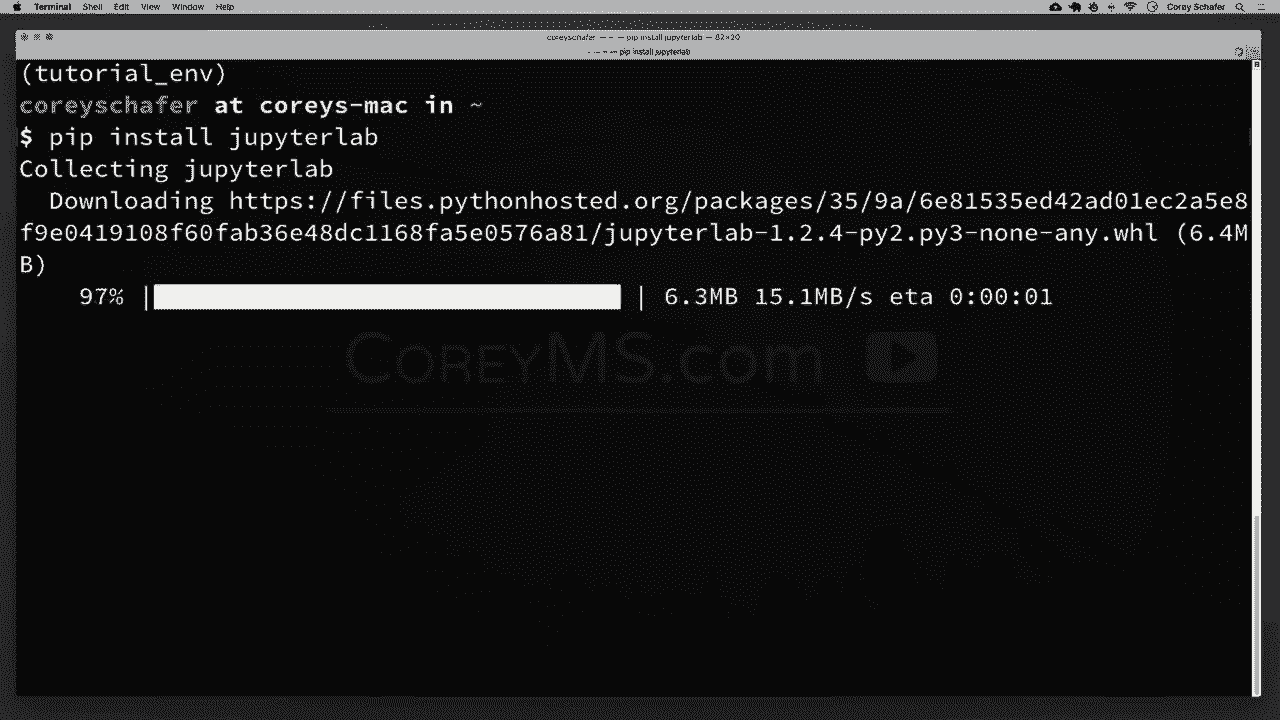 Terminal Shell Edit View Window Help Corey Schafer
coreyschafer — — pip install jupyterlab — 82×20
pip install jupyterlab
(tutorial_env)
coreyschafer at coreys-mac in ~
$ pip install jupyterlab
Collecting jupyterlab
Downloading https://files.pythonhosted.org/packages/35/9a/6e81535ed42ad01ec2a5e8
f9e0419108f60fab36e48dc1168fa5e0576a81/jupyterlab-1.2.4-py2.py3-none-any.whl (6.4M
B)
97% | | 6.3MB 15.1MB/s eta 0:00:01
CoreyMS.com